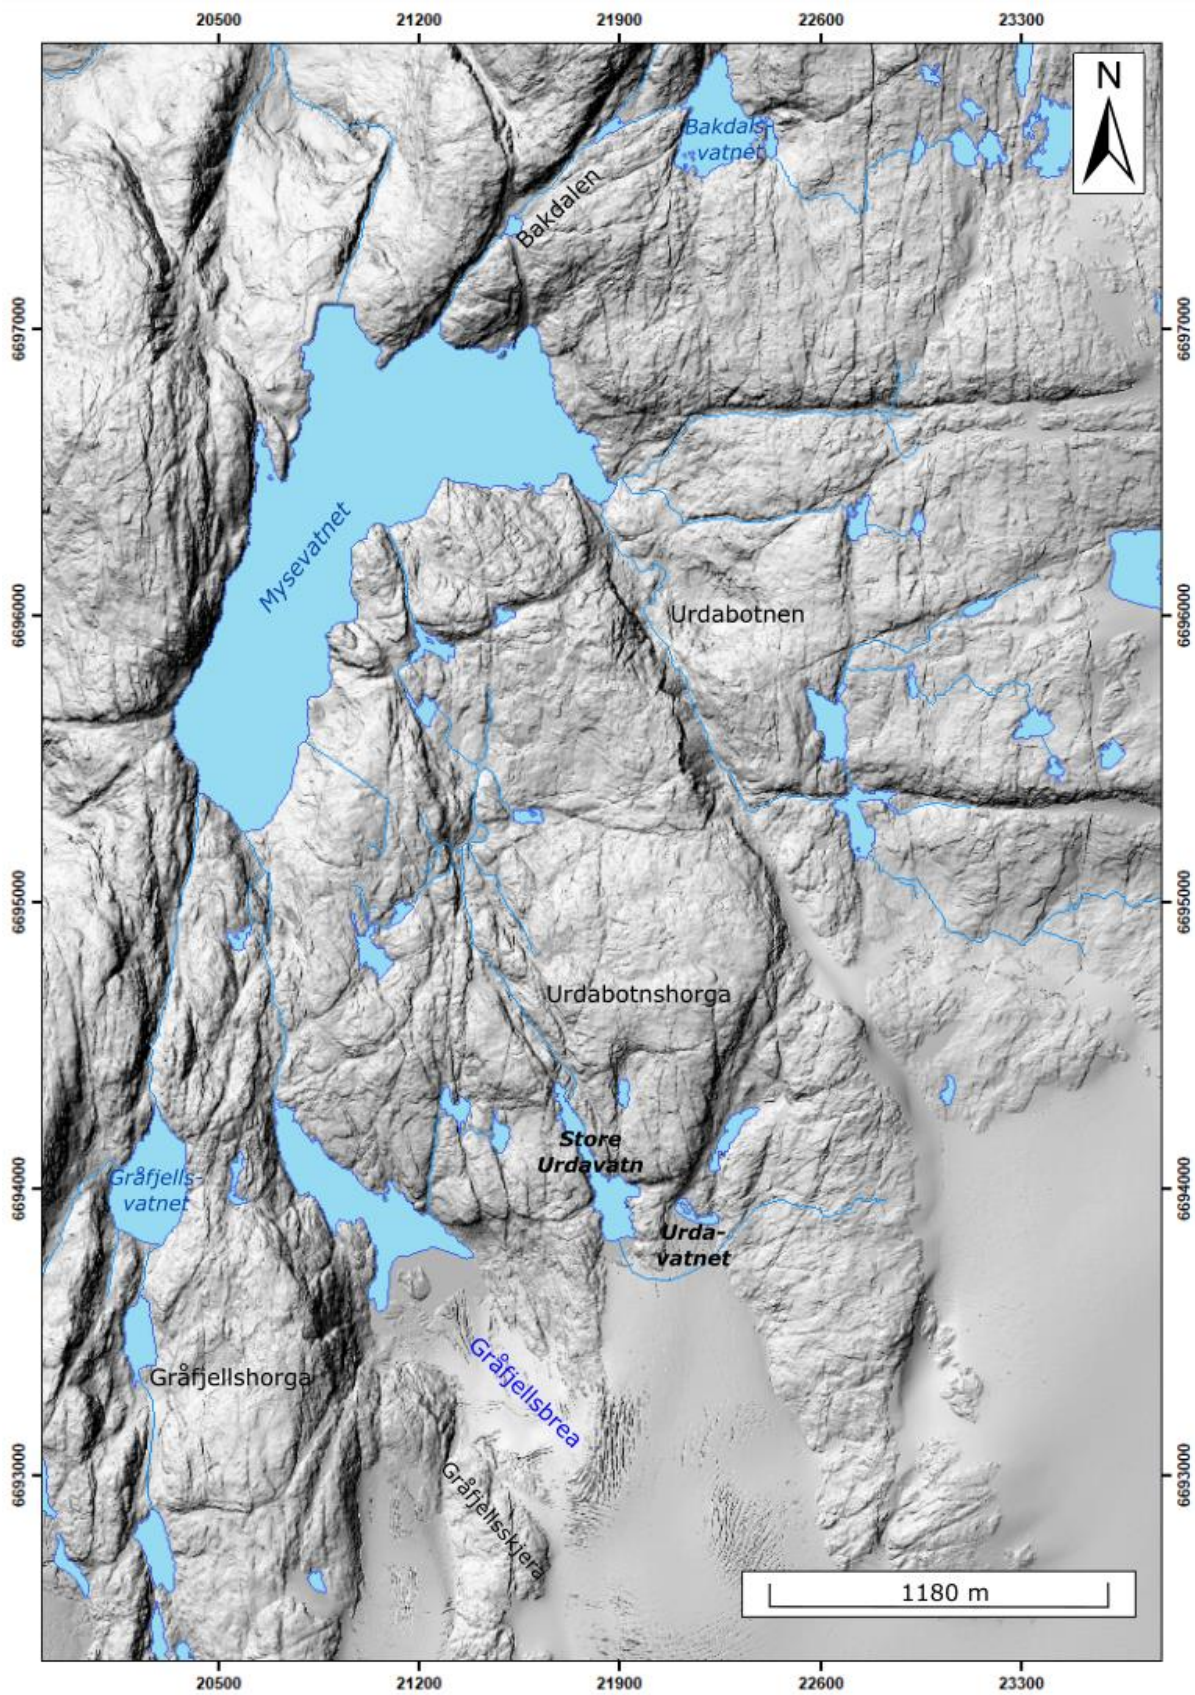 20500 21200 21900 22600 23300
N
Bakdals-
vatnet
Bakdalen
6697000 6697000
Mysevatnet
6696000 Urdabotnen 6696000
6695000 6695000
Urdabotnshorga
Store
Urdavatn
Gråfjells-
vatnet
6694000 6694000
Urda-
vatnet
Gråfjellshorga
Gråfjellsbrea
6693000 6693000
Gråfjellsskjera
1180 m
20500 21200 21900 22600 23300